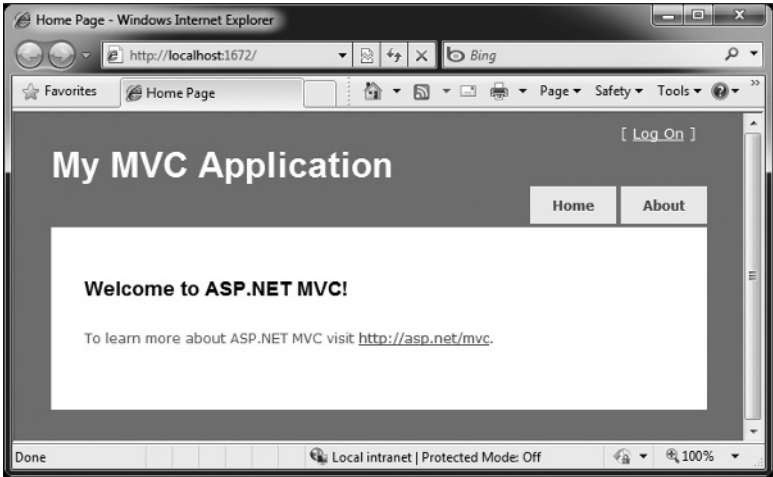 Home Page - Windows Internet Explorer
http://localhost:1672/
Bing
Favorites
Home Page
Page
Safety
Tools
[ Log On ]
My MVC Application
Home
About
Welcome to ASP.NET MVC!
To learn more about ASP.NET MVC visit http://asp.net/mvc.
Done
Local intranet | Protected Mode: Off
100%